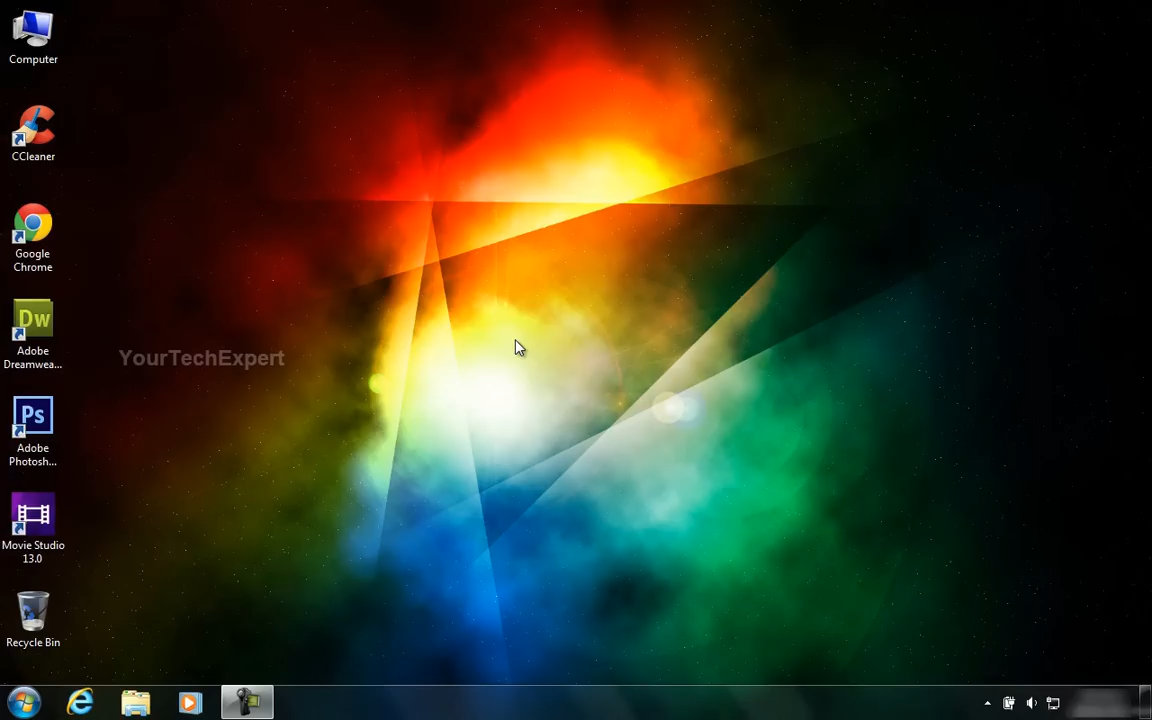 Computer
CCleaner
Google
Chrome
Dw
Adobe
Dreamwea...
YourTechExpert
Ps
Adobe
Photosh...
Movie Studio
13.0
Recycle Bin